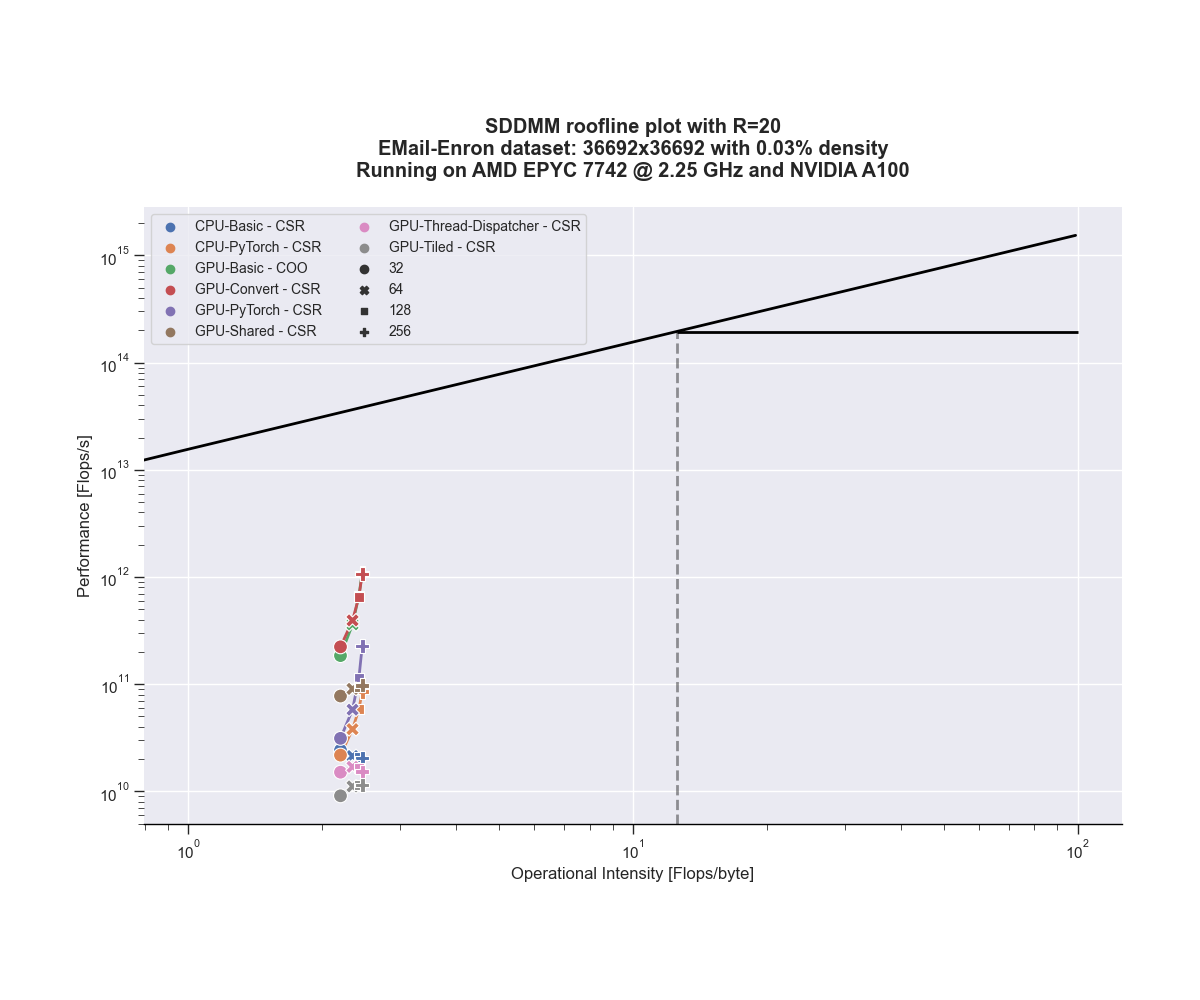 SDDMM roofline plot with R=20
EMail-Enron dataset: 36692x36692 with 0.03% density
Running on AMD EPYC 7742 @ 2.25 GHz and NVIDIA A100
CPU-Basic - CSR
CPU-PyTorch - CSR
GPU-Basic - COO
GPU-Convert - CSR
GPU-PyTorch - CSR
GPU-Shared - CSR
GPU-Thread-Dispatcher - CSR
GPU-Tiled - CSR
32
64
128
256
Performance [Flops/s]
10^15
10^14
10^13
10^12
10^11
10^10
10^0
10^1
10^2
Operational Intensity [Flops/byte]